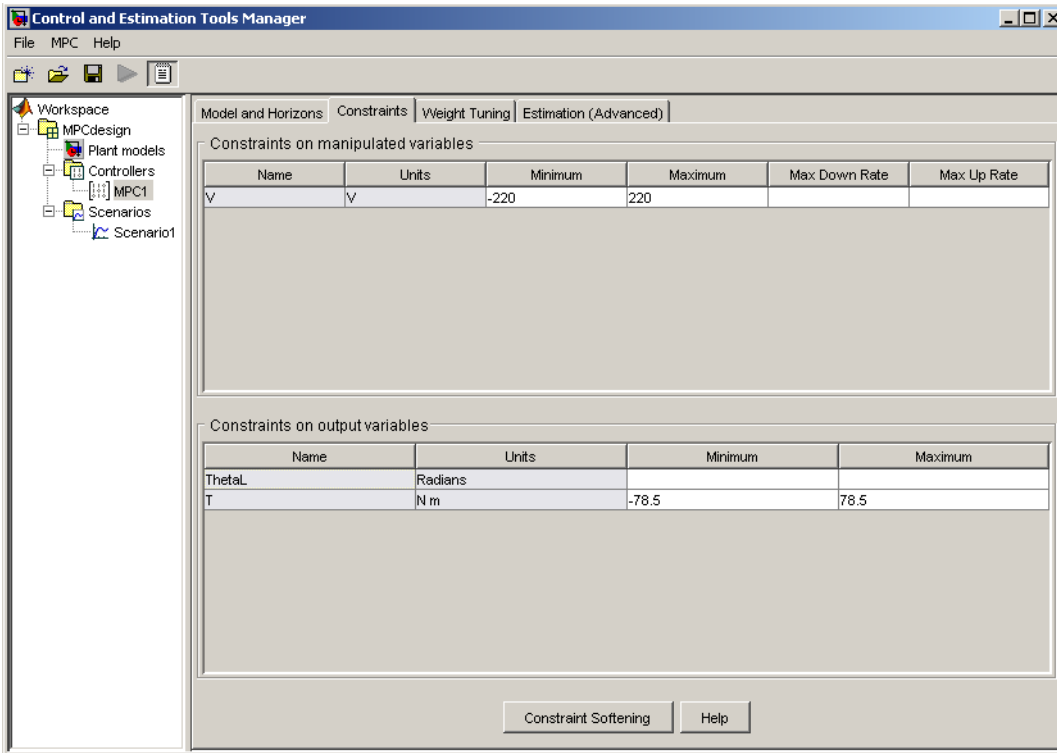 Control and Estimation Tools Manager
File MPC Help
Workspace
MPCdesign
Plant models
Controllers
MPC1
Scenarios
Scenario1
Model and Horizons Constraints Weight Tuning Estimation (Advanced)
Constraints on manipulated variables
Name Units Minimum Maximum Max Down Rate Max Up Rate
V V -220 220
Constraints on output variables
Name Units Minimum Maximum
ThetaL Radians
T N m -78.5 78.5
Constraint Softening Help